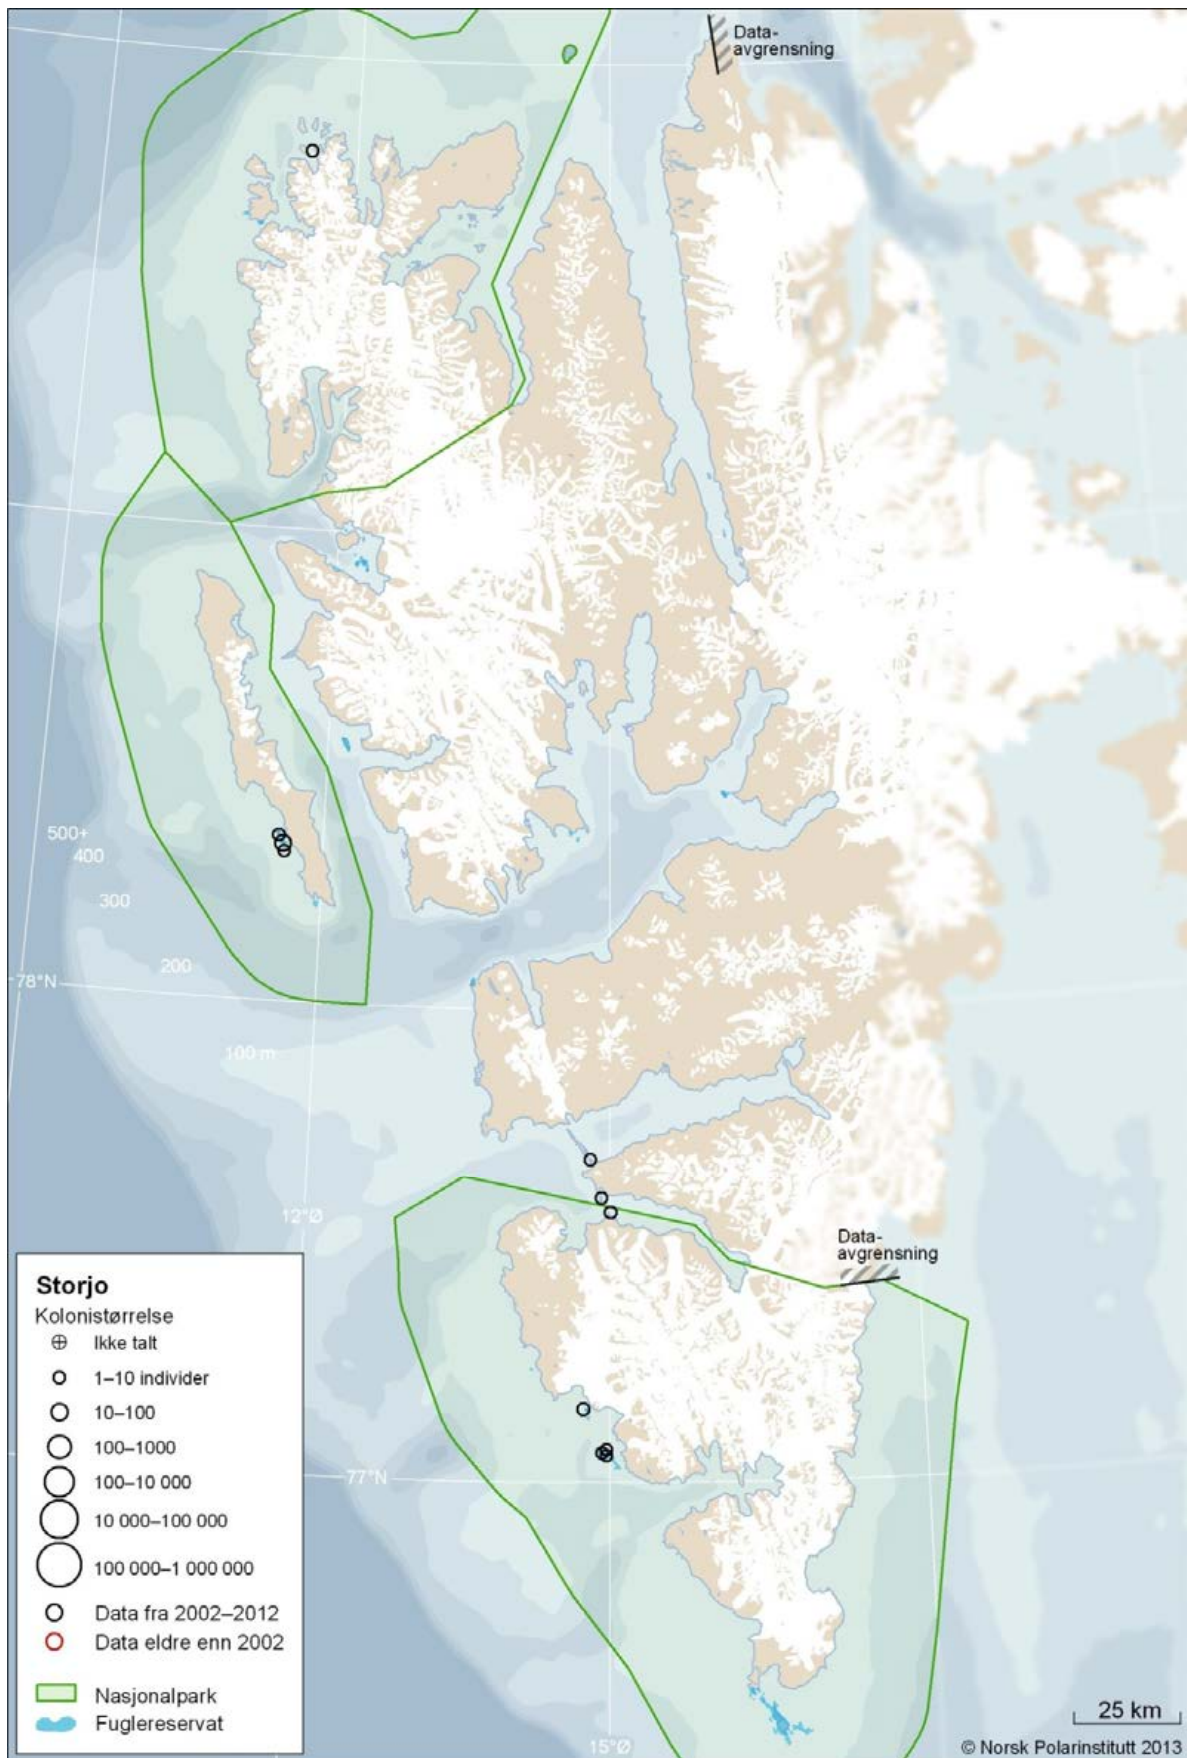 Data-
avgrensning
500+
400
300
78°N
200
100 m
12°Ø
Data-
avgrensning
77°N
15°Ø
Storjo
Kolonistørrelse
Ikke talt
1–10 individer
10–100
100–1000
100–10 000
10 000–100 000
100 000–1 000 000
Data fra 2002–2012
Data eldre enn 2002
Nasjonalpark
Fuglereservat
25 km
© Norsk Polarinstitutt 2013